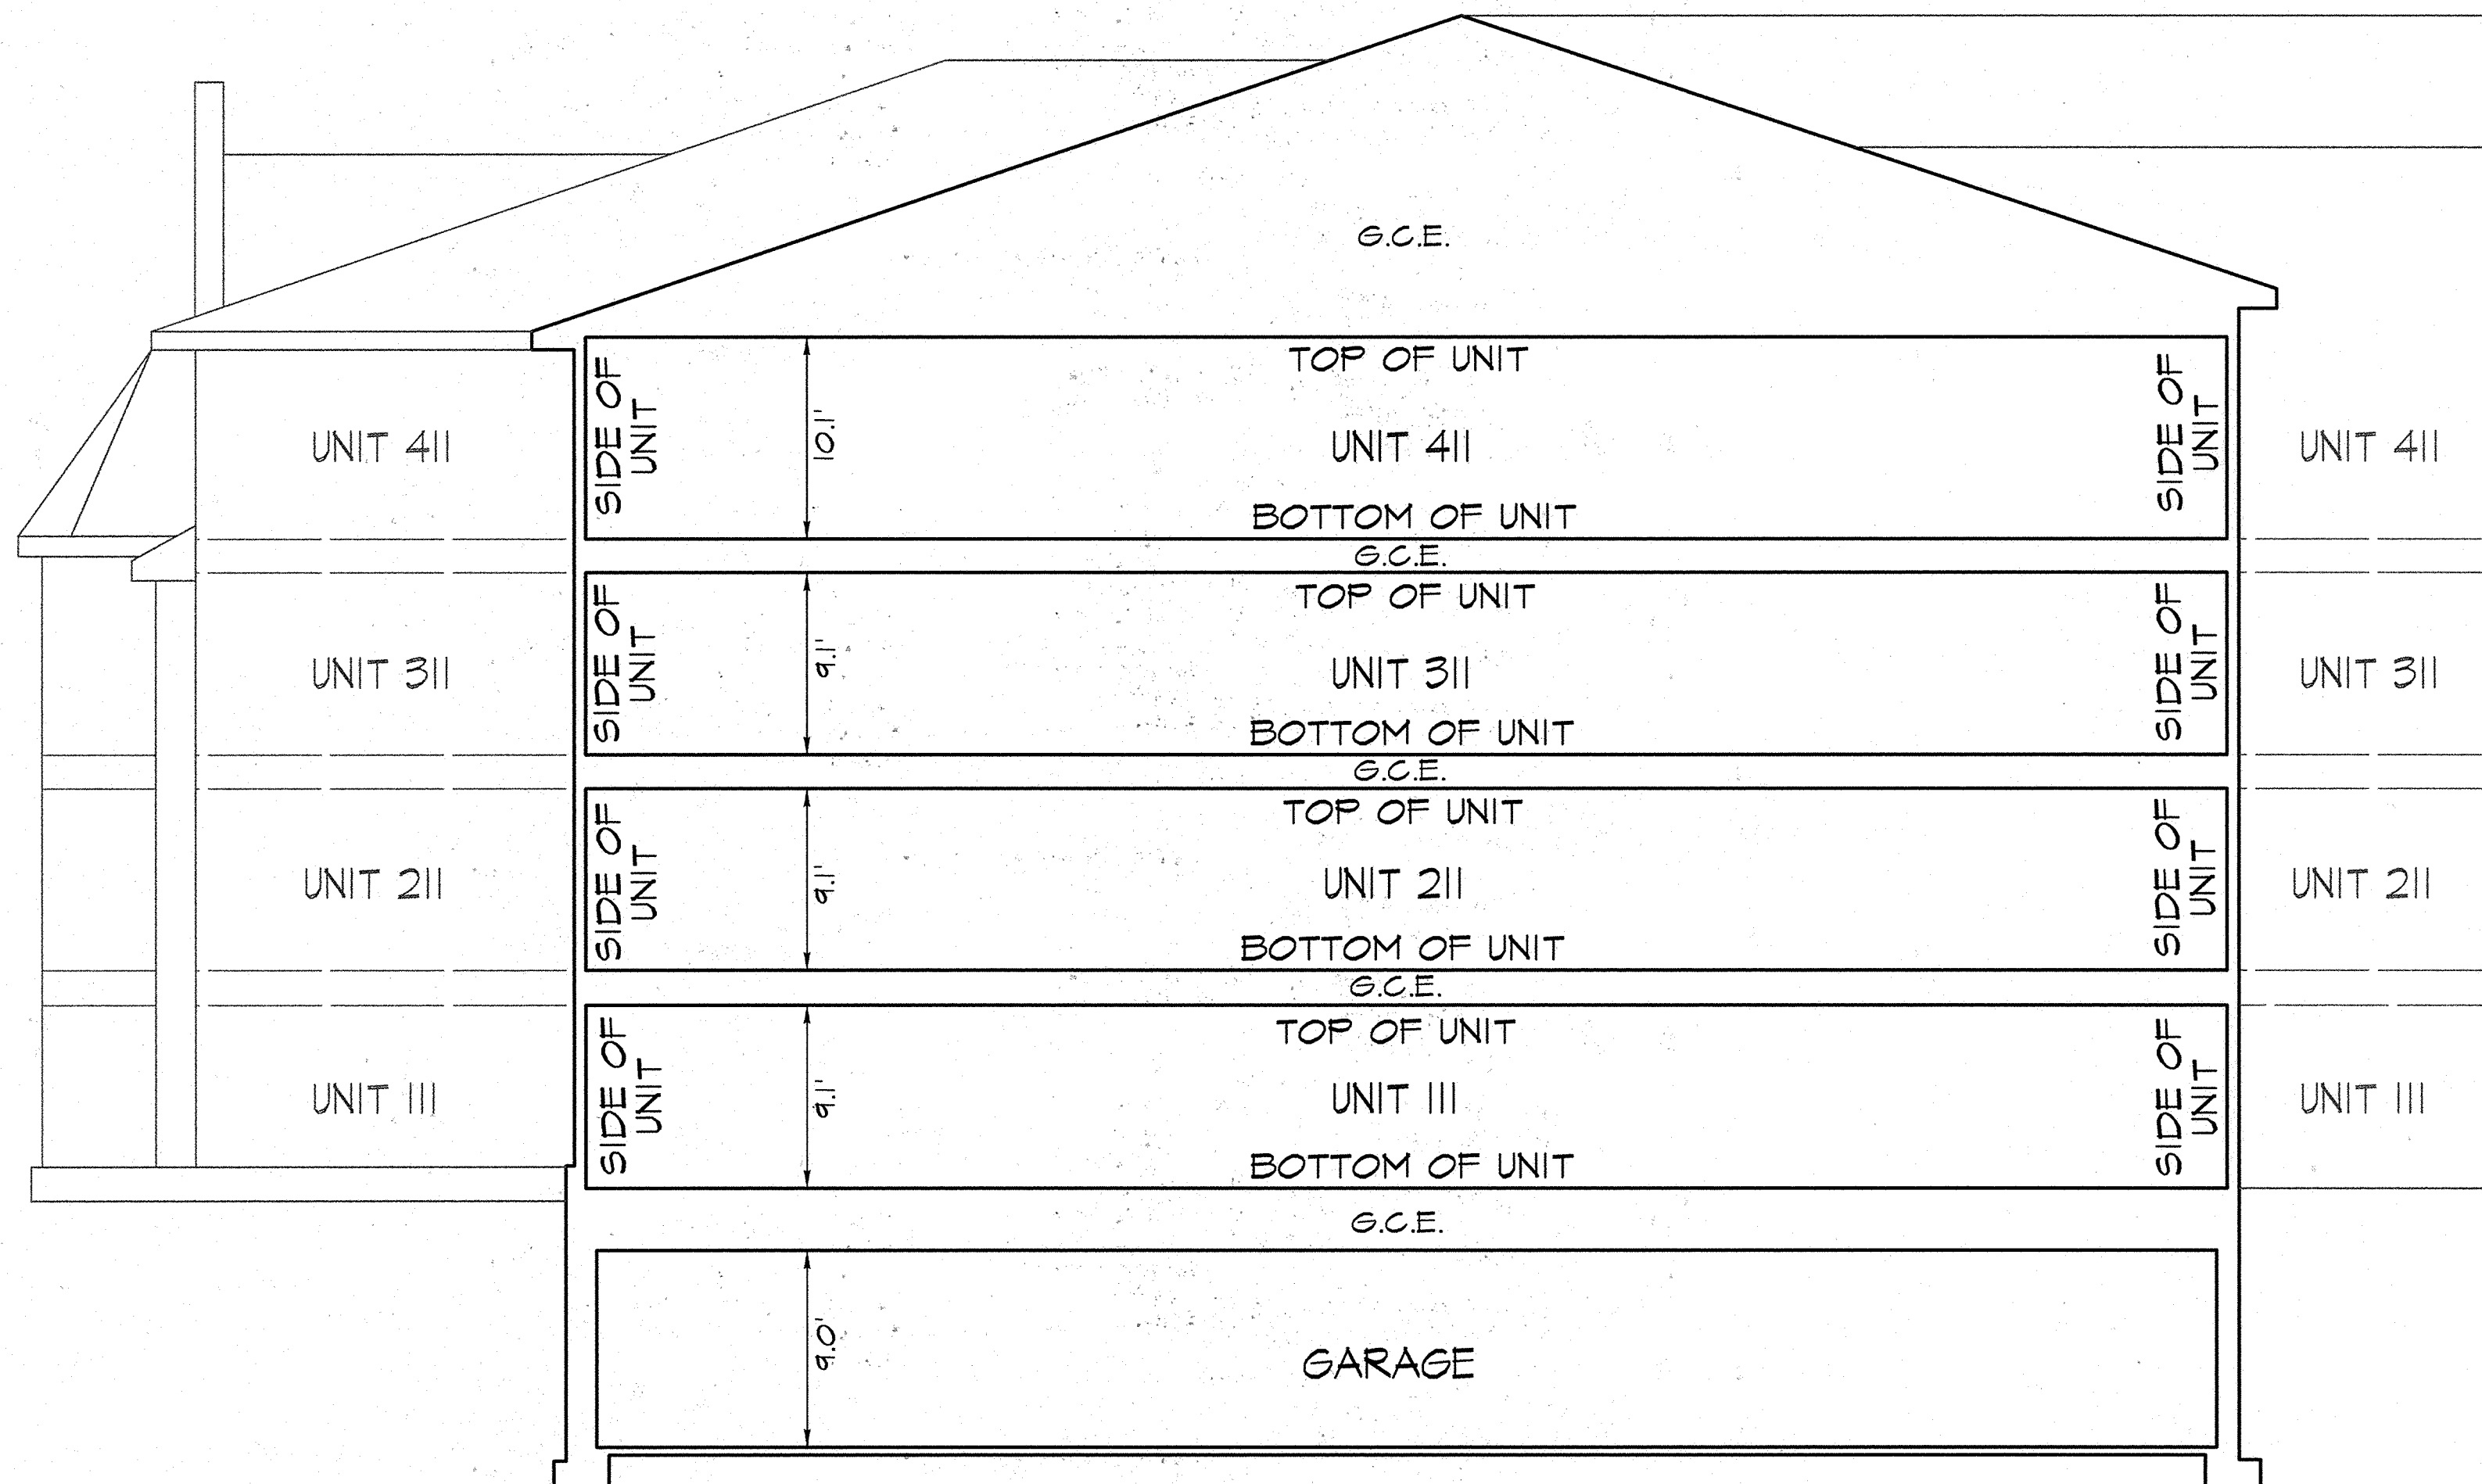 G.C.E.
TOP OF UNIT
SIDE OF
UNIT
10.1'
SIDE OF
UNIT
UNIT 411
UNIT 411
UNIT 411
BOTTOM OF UNIT
G.C.E.
TOP OF UNIT
SIDE OF
UNIT
9.1'
SIDE OF
UNIT
UNIT 311
UNIT 311
UNIT 311
BOTTOM OF UNIT
G.C.E.
TOP OF UNIT
SIDE OF
UNIT
9.1'
SIDE OF
UNIT
UNIT 211
UNIT 211
UNIT 211
BOTTOM OF UNIT
G.C.E.
TOP OF UNIT
SIDE OF
UNIT
9.1'
SIDE OF
UNIT
UNIT 111
UNIT 111
UNIT 111
BOTTOM OF UNIT
G.C.E.
9.0'
GARAGE